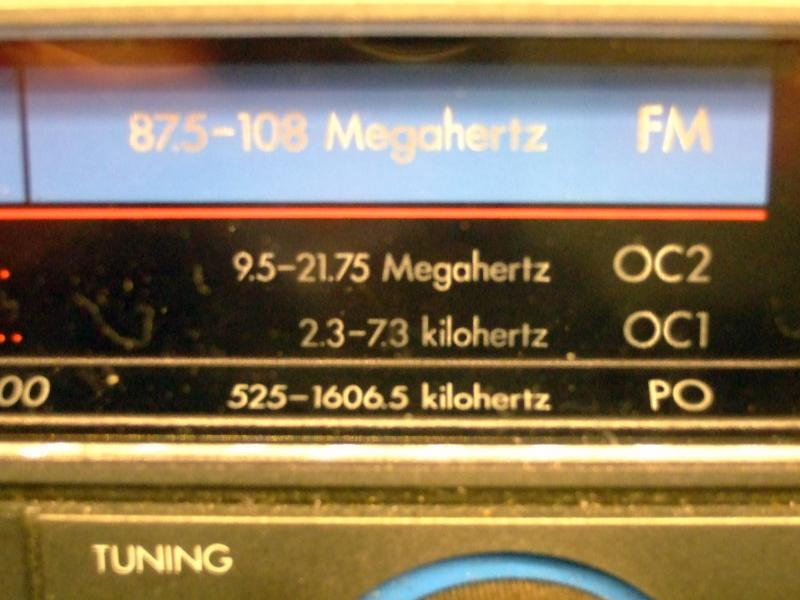 87.5-108 Megahertz FM
9.5-21.75 Megahertz OC2
2.3-7.3 kilohertz OC1
00 525-1606.5 kilohertz PO
TUNING